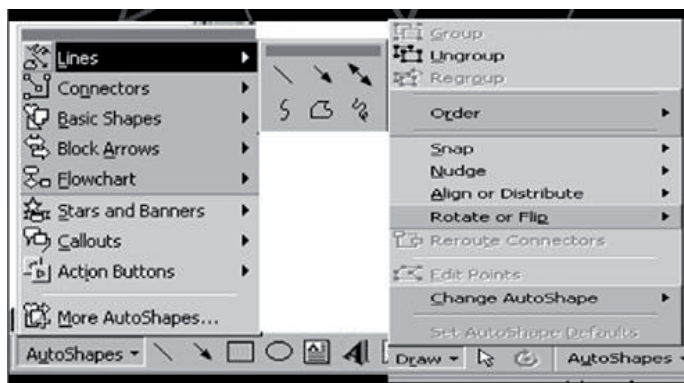 Lines
Connectors
Basic Shapes
Block Arrows
Flowchart
Stars and Banners
Callouts
Action Buttons
More AutoShapes...
AutoShapes
Group
Ungroup
Regroup
Order
Snap
Nudge
Align or Distribute
Rotate or Flip
Reroute Connectors
Edit Points
Change AutoShape
Set AutoShape Defaults
Draw
AutoShapes